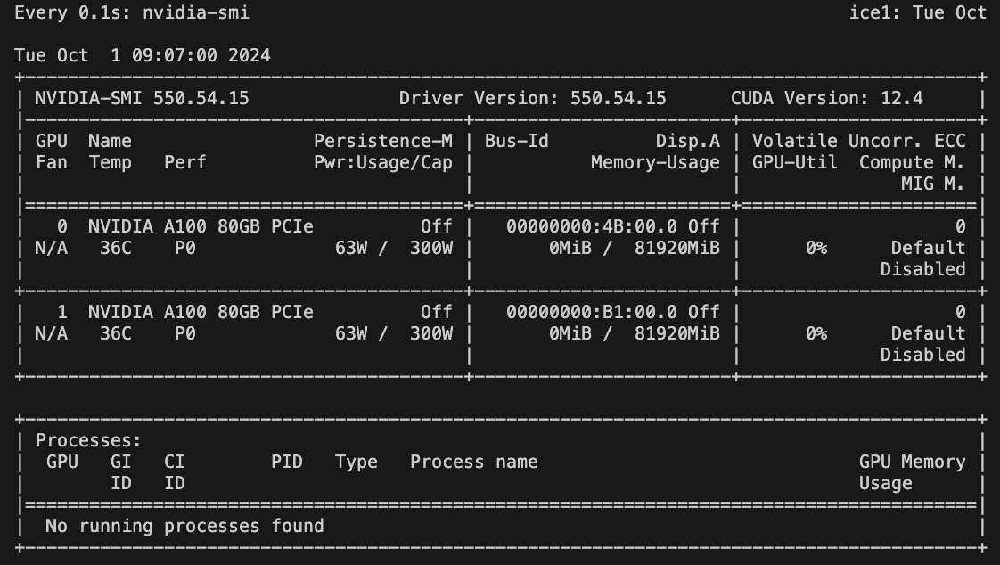 Every 0.1s: nvidia-smi                                                        ice1: Tue Oct
Tue Oct  1 09:07:00 2024
+-----------------------------------------------------------------------------------------+
| NVIDIA-SMI 550.54.15              Driver Version: 550.54.15      CUDA Version: 12.4     |
|-----------------------------------------+------------------------+----------------------+
| GPU  Name                 Persistence-M | Bus-Id          Disp.A | Volatile Uncorr. ECC |
| Fan  Temp   Perf          Pwr:Usage/Cap |           Memory-Usage | GPU-Util  Compute M. |
|                                         |                        |               MIG M. |
|=========================================+========================+======================|
|   0  NVIDIA A100 80GB PCIe          Off |   00000000:4B:00.0 Off |                    0 |
| N/A   36C    P0             63W /  300W |       0MiB /  81920MiB |      0%      Default |
|                                         |                        |             Disabled |
+-----------------------------------------+------------------------+----------------------+
|   1  NVIDIA A100 80GB PCIe          Off |   00000000:B1:00.0 Off |                    0 |
| N/A   36C    P0             63W /  300W |       0MiB /  81920MiB |      0%      Default |
|                                         |                        |             Disabled |
+-----------------------------------------+------------------------+----------------------+
+-----------------------------------------------------------------------------------------+
| Processes:                                                                              |
|  GPU   GI   CI        PID   Type   Process name                              GPU Memory |
|        ID   ID                                                               Usage      |
|=========================================================================================|
|  No running processes found                                                             |
+-----------------------------------------------------------------------------------------+